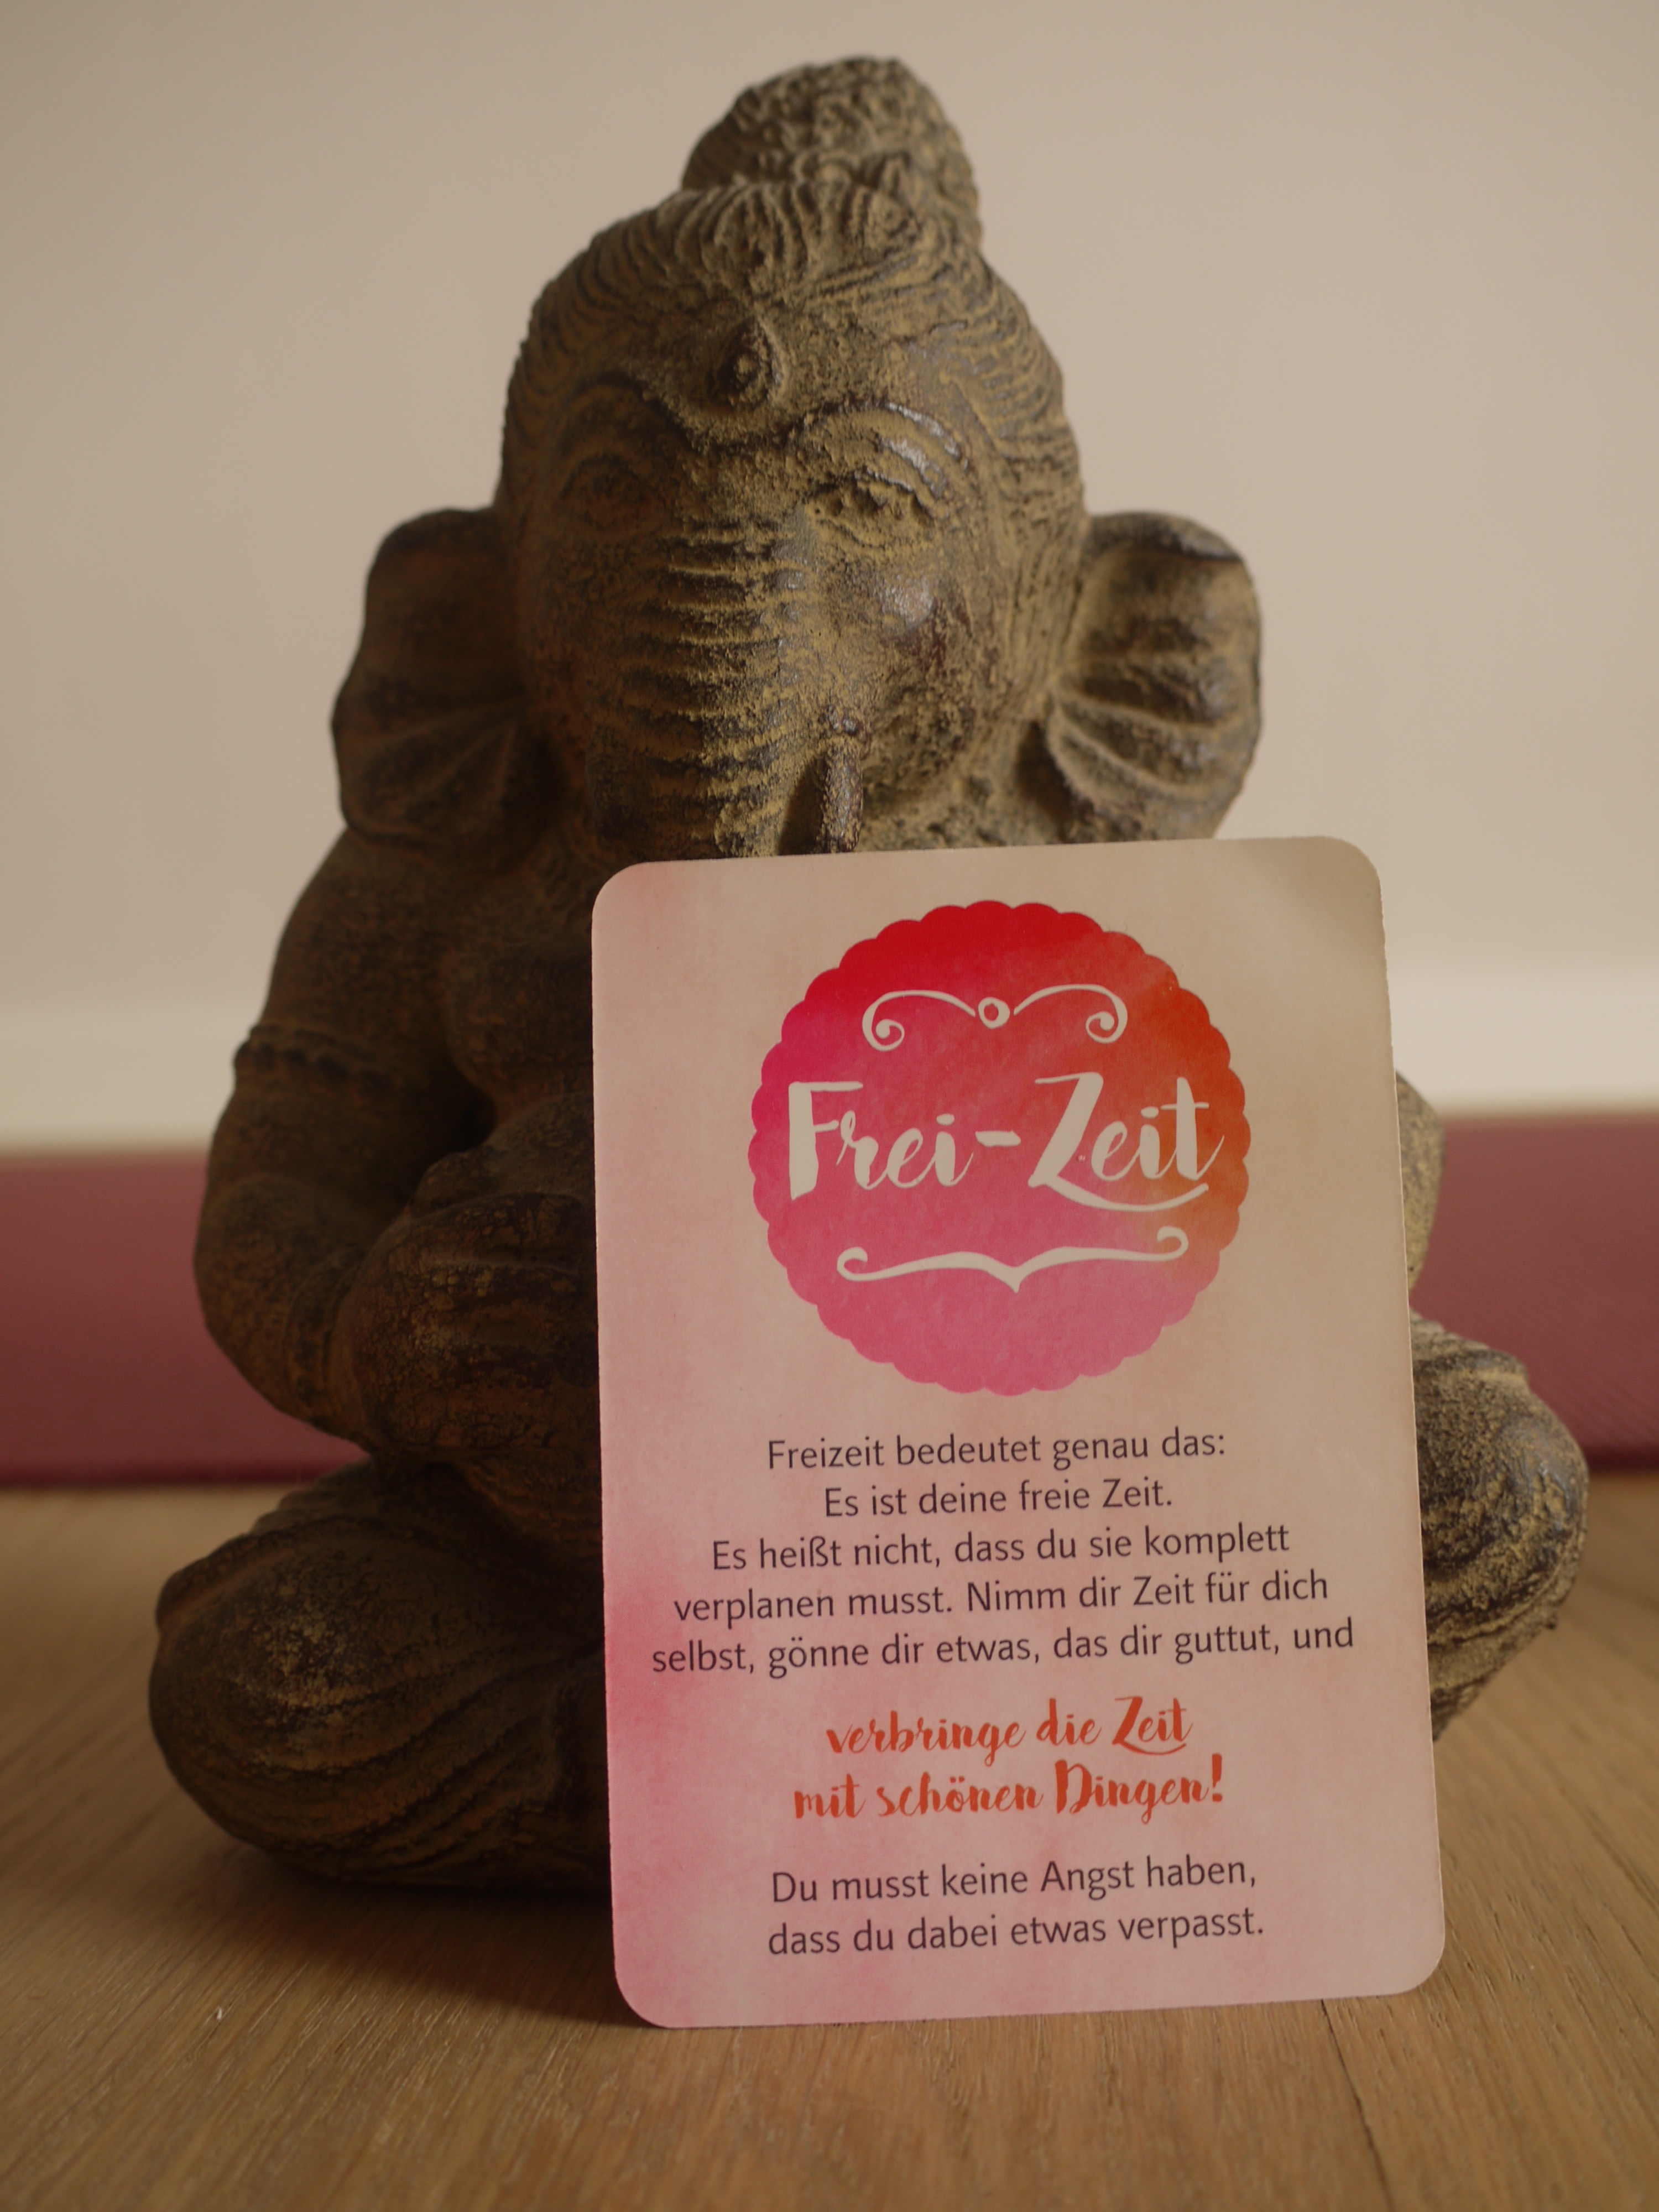 Frei-Zeit
Freizeit bedeutet genau das:
Es ist deine freie Zeit.
Es heißt nicht, dass du sie komplett
verplanen musst. Nimm dir Zeit für dich
selbst, gönne dir etwas, das dir guttut, und
verbringe die Zeit
mit schönen Dingen!
Du musst keine Angst haben,
dass du dabei etwas verpasst.